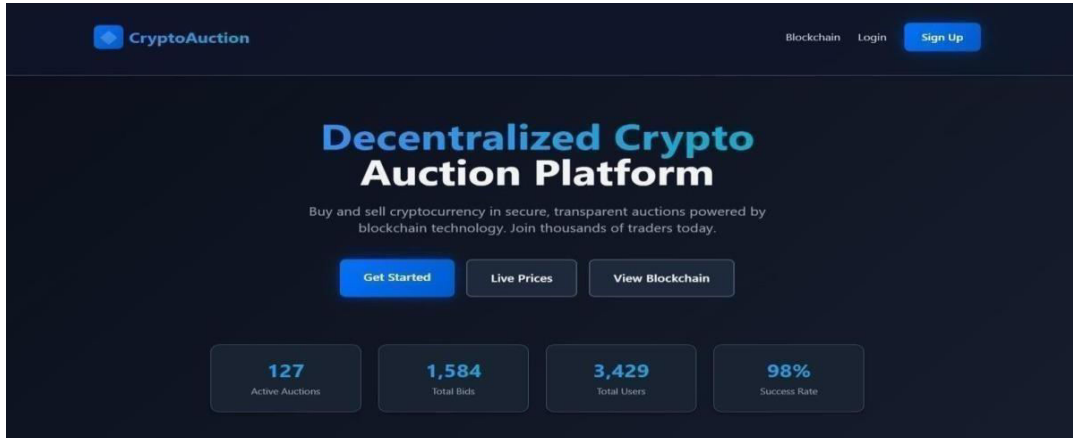 CryptoAuction
Blockchain Login Sign Up
Decentralized Crypto
Auction Platform
Buy and sell cryptocurrency in secure, transparent auctions powered by
blockchain technology. Join thousands of traders today.
Get Started Live Prices View Blockchain
127 1,584 3,429 98%
Active Auctions Total Bids Total Users Success Rate